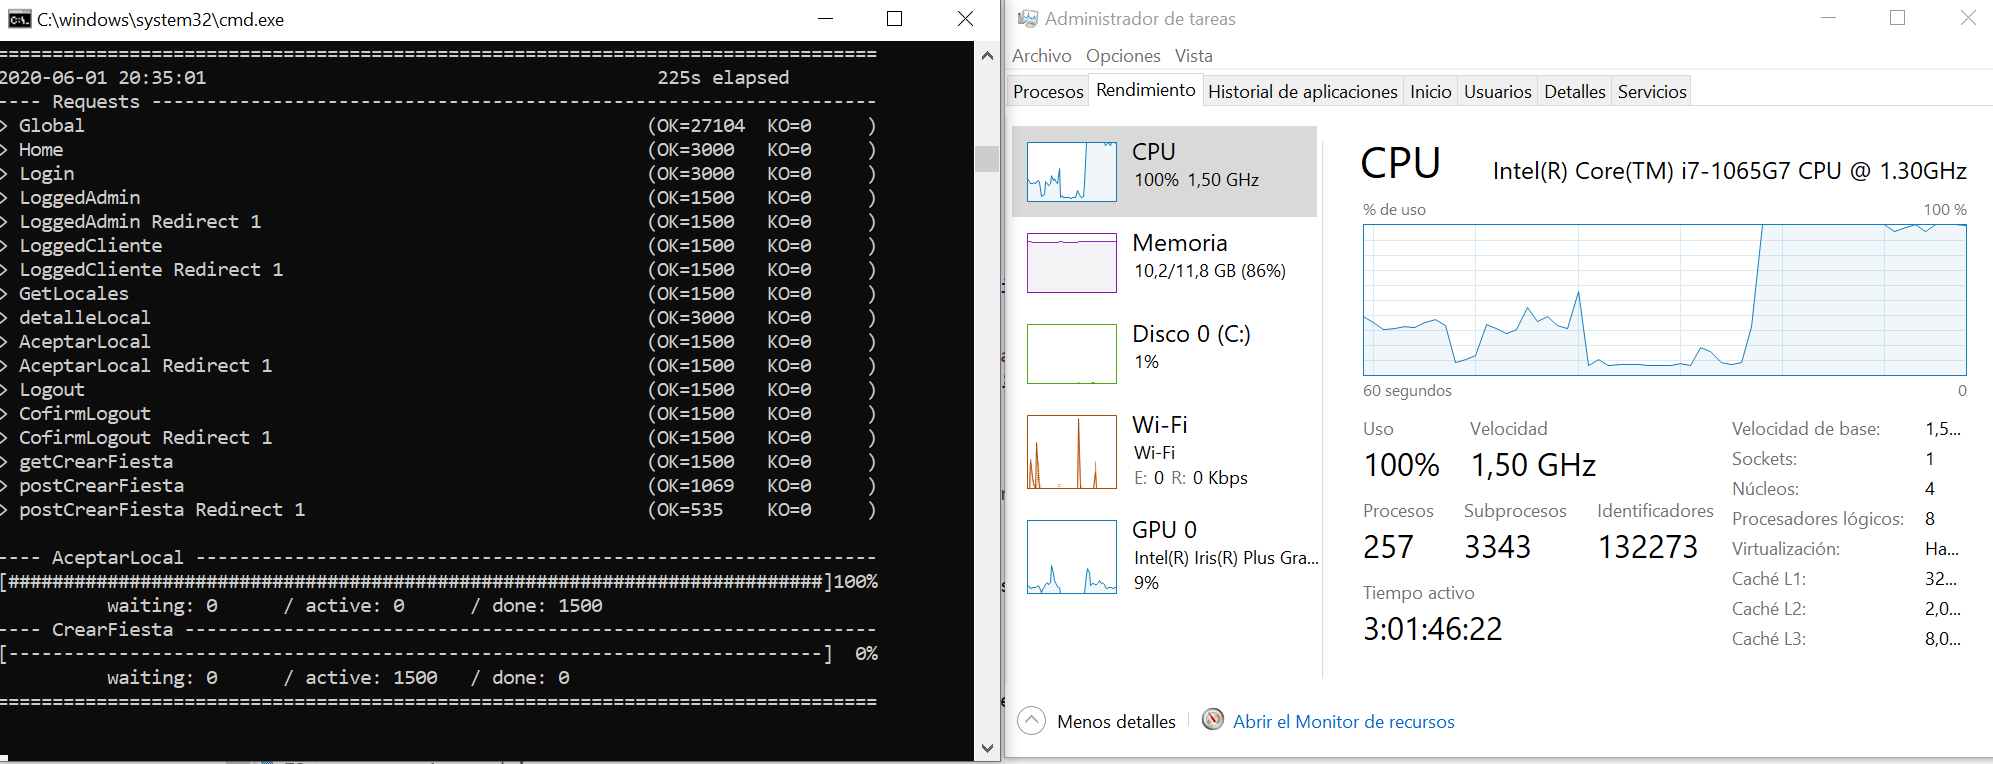 C:\windows\system32\cmd.exe
================================================================================
2020-06-01 20:35:01                                         225s elapsed
---- Requests ------------------------------------------------------------------
> Global                                                   (OK=27104  KO=0     )
> Home                                                     (OK=3000   KO=0     )
> Login                                                    (OK=3000   KO=0     )
> LoggedAdmin                                              (OK=1500   KO=0     )
> LoggedAdmin Redirect 1                                   (OK=1500   KO=0     )
> LoggedCliente                                            (OK=1500   KO=0     )
> LoggedCliente Redirect 1                                 (OK=1500   KO=0     )
> GetLocales                                               (OK=1500   KO=0     )
> detalleLocal                                             (OK=3000   KO=0     )
> AceptarLocal                                             (OK=1500   KO=0     )
> AceptarLocal Redirect 1                                  (OK=1500   KO=0     )
> Logout                                                   (OK=1500   KO=0     )
> CofirmLogout                                             (OK=1500   KO=0     )
> CofirmLogout Redirect 1                                  (OK=1500   KO=0     )
> getCrearFiesta                                           (OK=1500   KO=0     )
> postCrearFiesta                                          (OK=1069   KO=0     )
> postCrearFiesta Redirect 1                               (OK=535    KO=0     )
---- AceptarLocal --------------------------------------------------------------
[##########################################################################]100%
          waiting: 0      / active: 0      / done: 1500
---- CrearFiesta ---------------------------------------------------------------
[--------------------------------------------------------------------------]  0%
          waiting: 0      / active: 1500   / done: 0
================================================================================
Administrador de tareas
Archivo Opciones Vista
Procesos Rendimiento Historial de aplicaciones Inicio Usuarios Detalles Servicios
CPU
100% 1,50 GHz
Memoria
10,2/11,8 GB (86%)
Disco 0 (C:)
1%
Wi-Fi
Wi-Fi
E: 0 R: 0 Kbps
GPU 0
Intel(R) Iris(R) Plus Gra...
9%
CPU Intel(R) Core(TM) i7-1065G7 CPU @ 1.30GHz
% de uso 100 %
60 segundos 0
Uso Velocidad
100% 1,50 GHz
Procesos Subprocesos Identificadores
257 3343 132273
Tiempo activo
3:01:46:22
Velocidad de base: 1,5...
Sockets: 1
Núcleos: 4
Procesadores lógicos: 8
Virtualización: Ha...
Caché L1: 32...
Caché L2: 2,0...
Caché L3: 8,0...
Menos detalles Abrir el Monitor de recursos